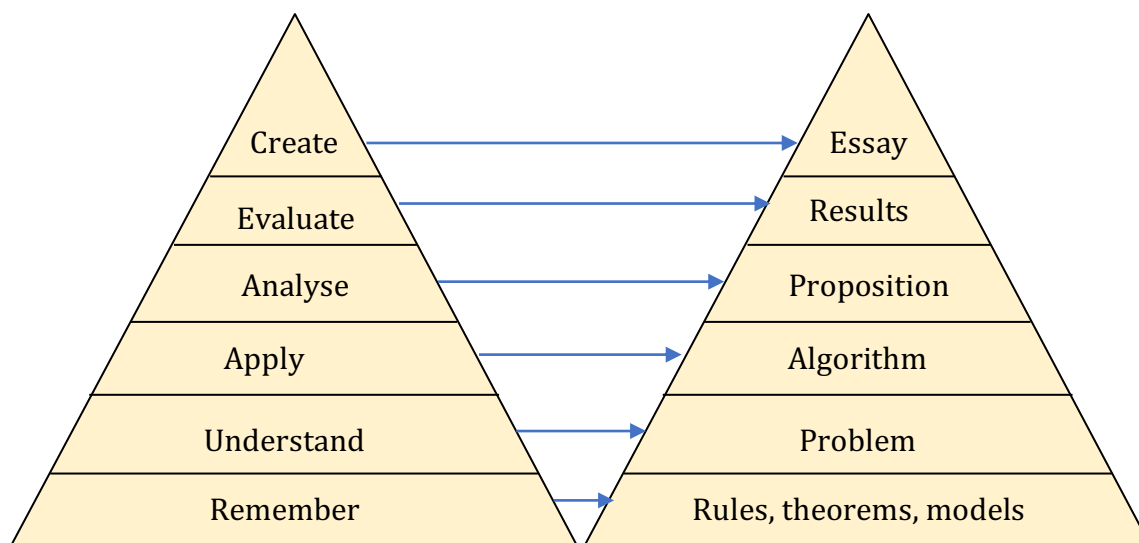 Create
Essay
Evaluate
Results
Analyse
Proposition
Apply
Algorithm
Understand
Problem
Remember
Rules, theorems, models